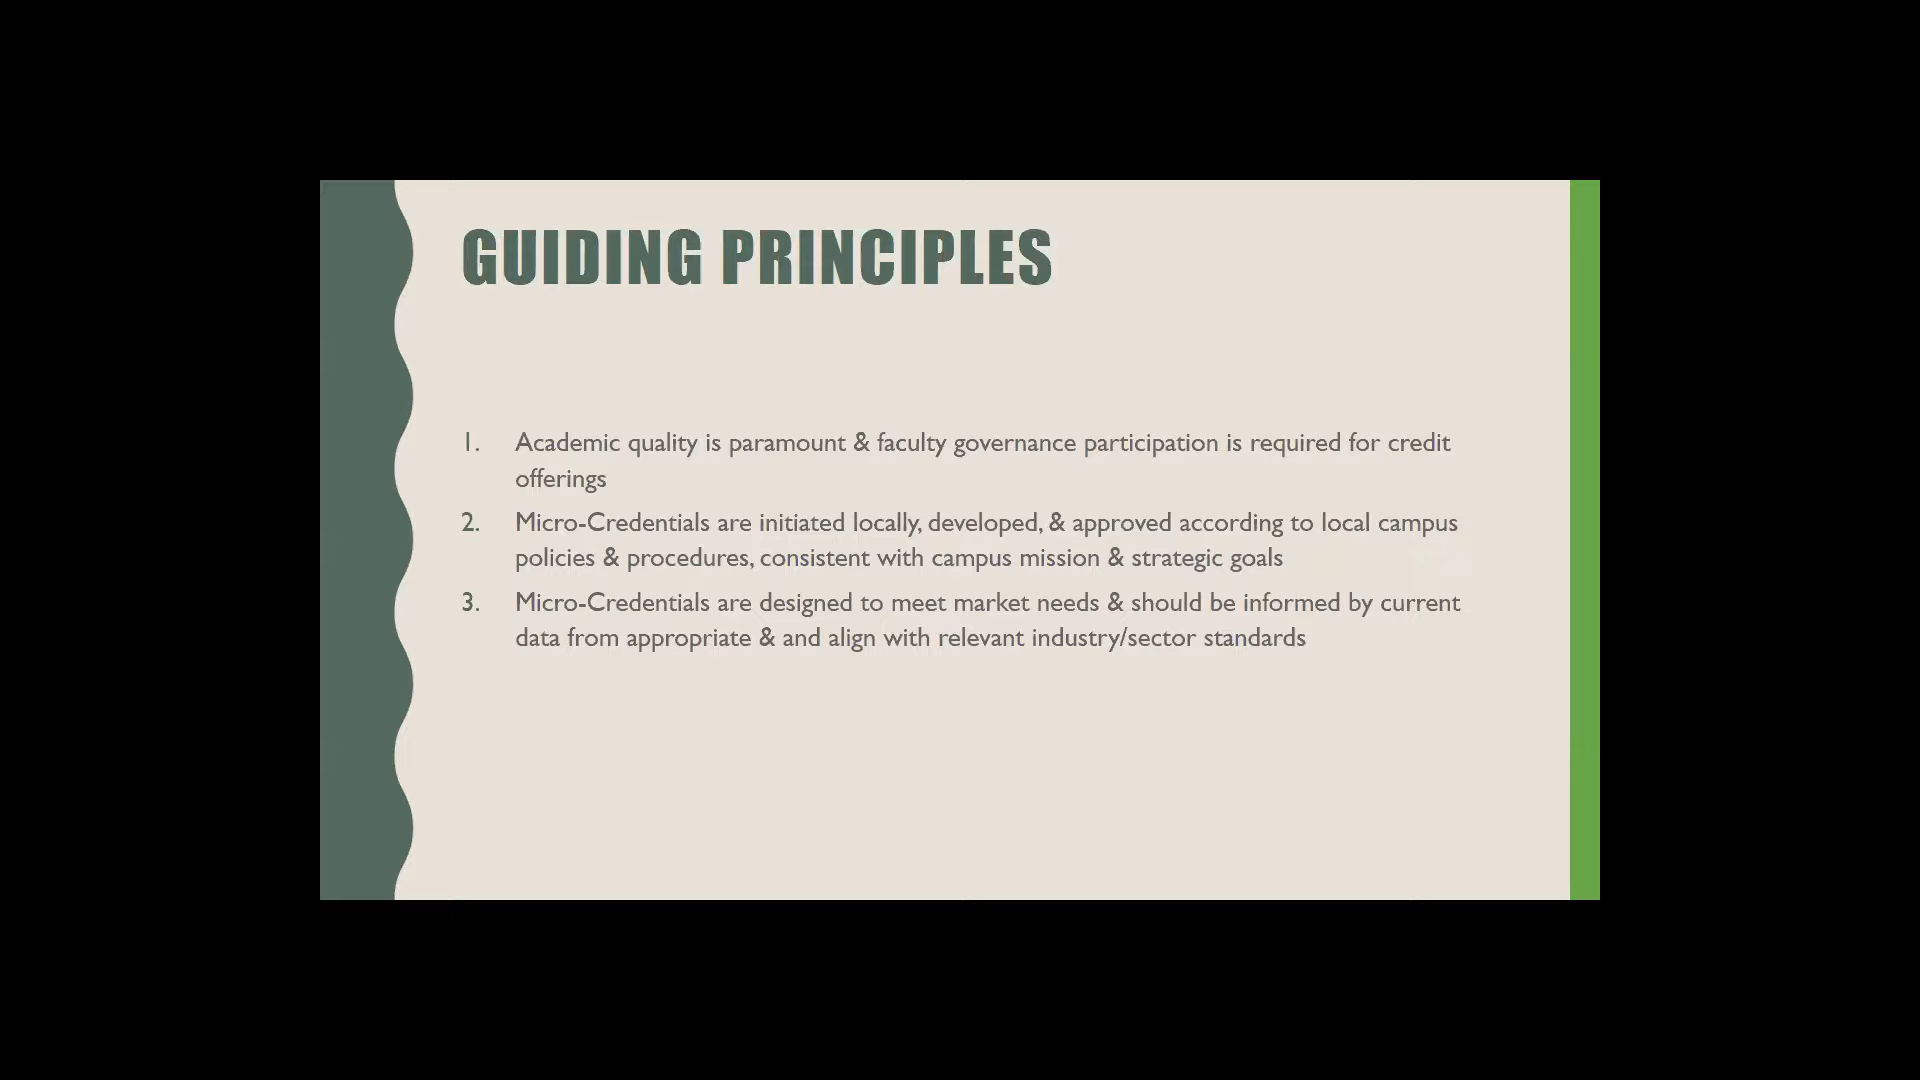 GUIDING PRINCIPLES
1. Academic quality is paramount & faculty governance participation is required for credit
offerings
2. Micro-Credentials are initiated locally, developed, & approved according to local campus
policies & procedures, consistent with campus mission & strategic goals
3. Micro-Credentials are designed to meet market needs & should be informed by current
data from appropriate & and align with relevant industry/sector standards